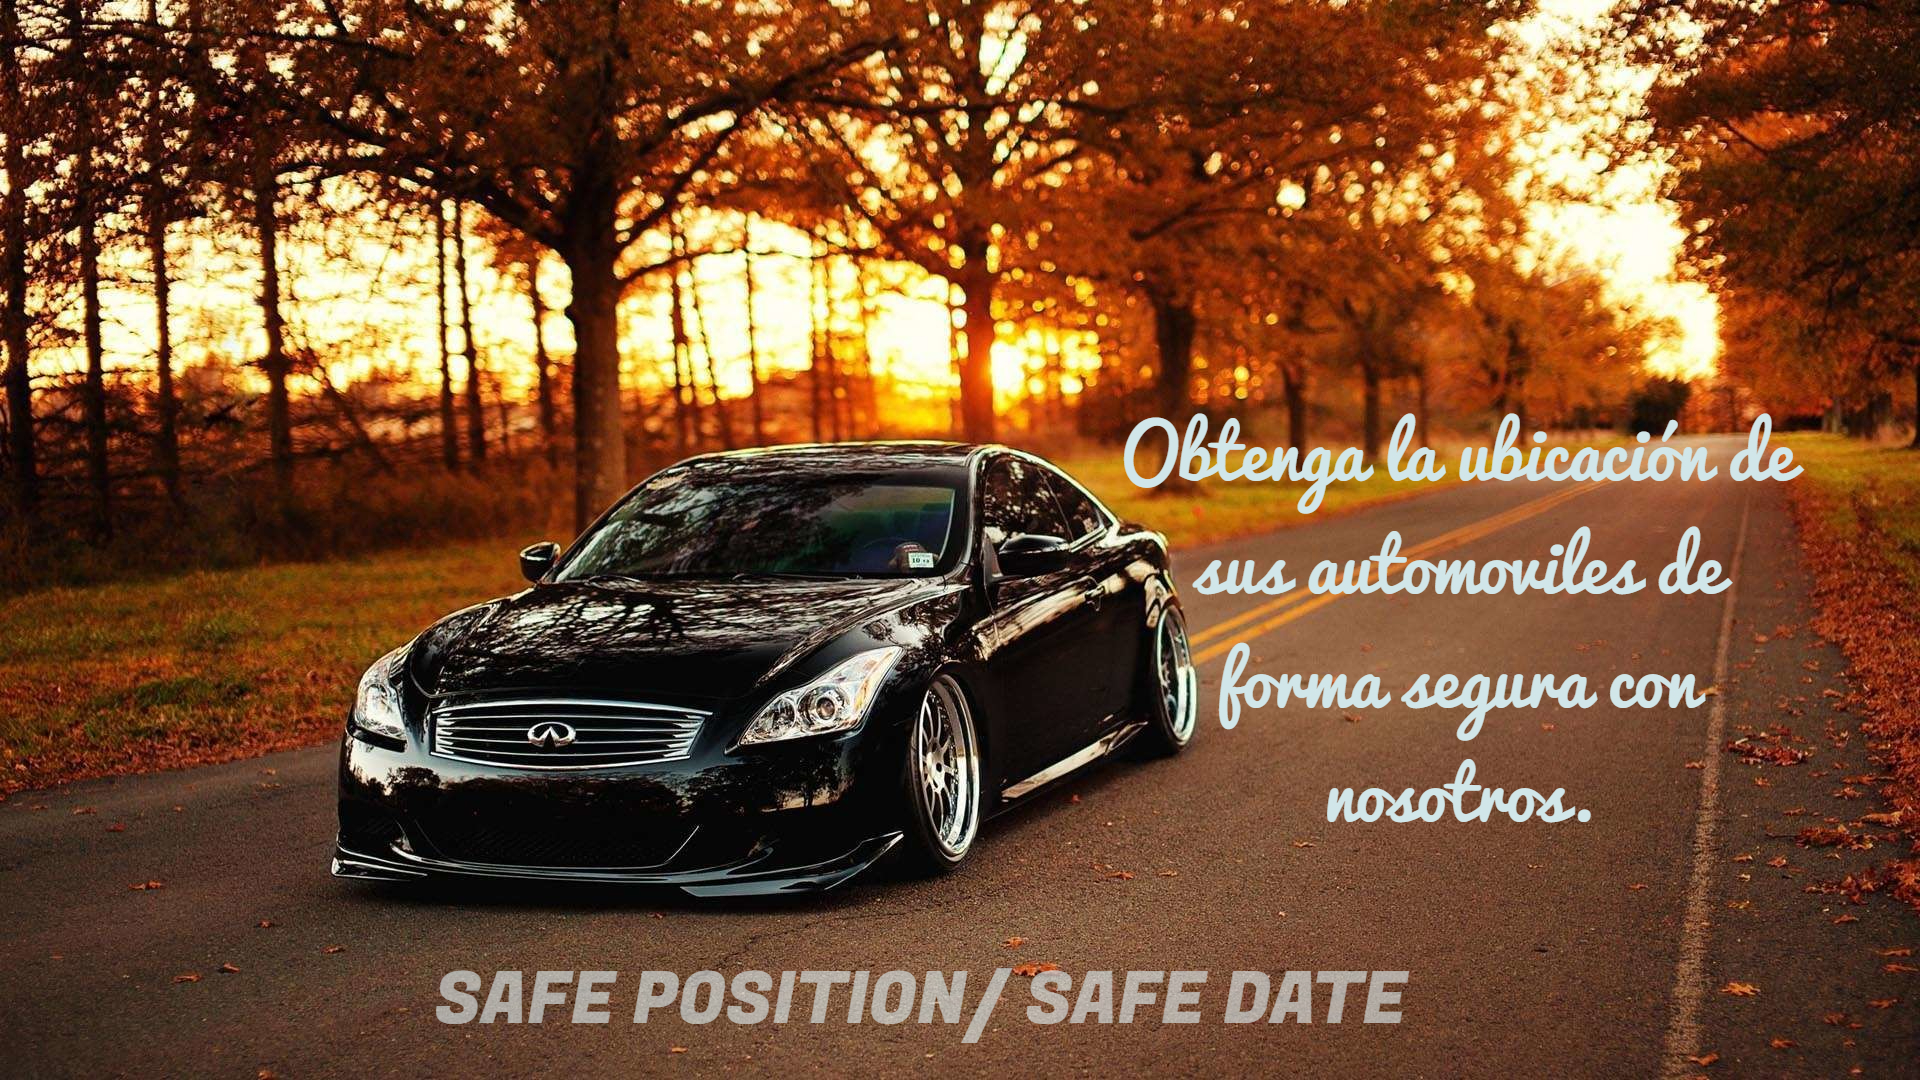 Obtenga la ubicación de
sus automoviles de
forma segura con
nosotros.
SAFE POSITION/ SAFE DATE